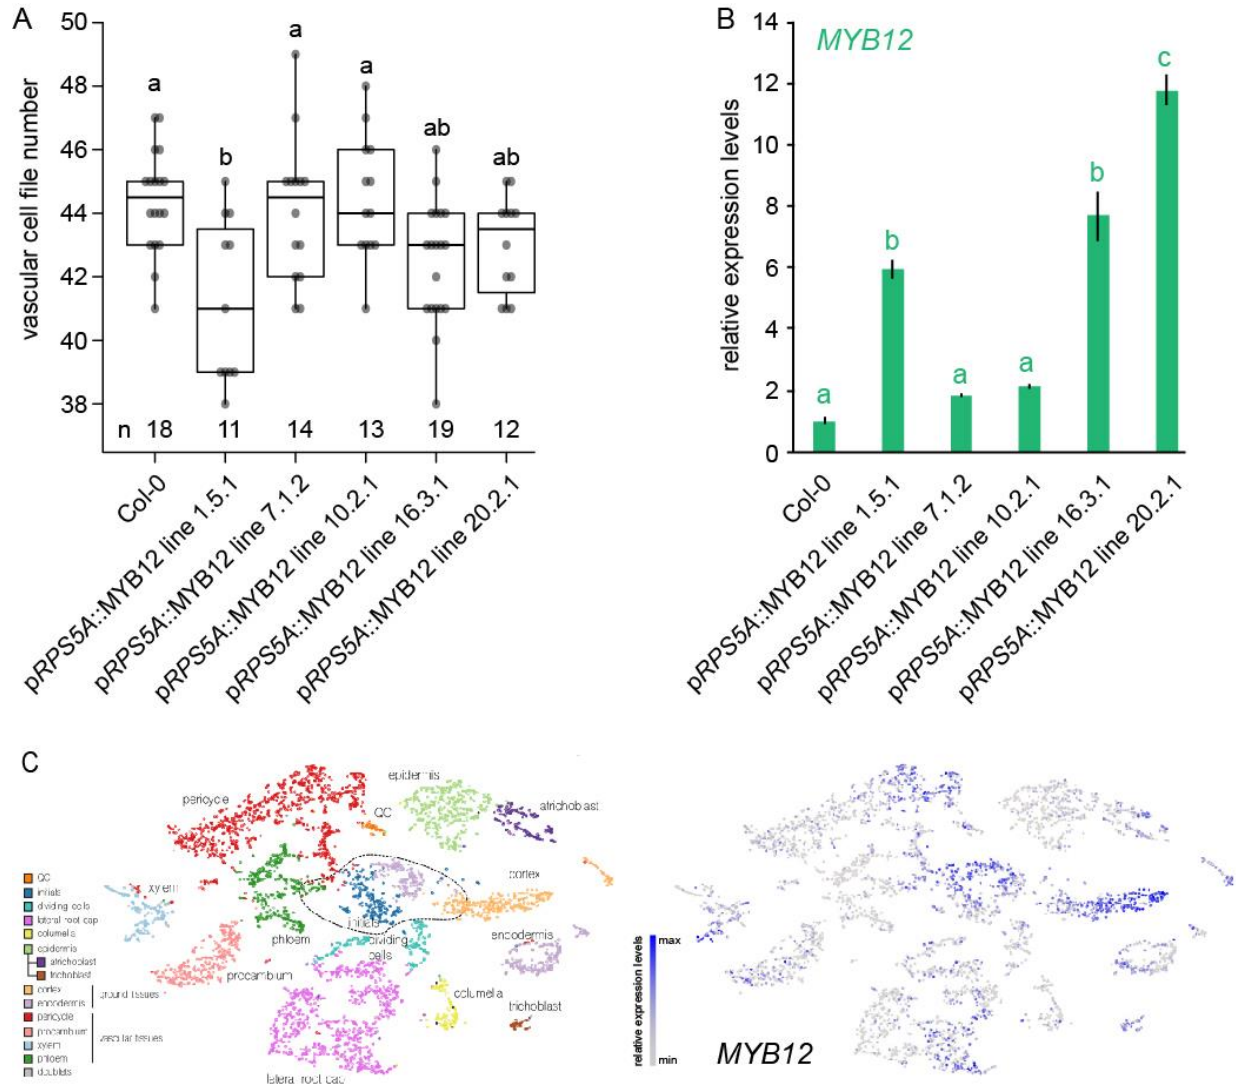 A
50
48
46
44
42
40
38
vascular cell file number
a
b
a
a
ab
ab
n 18 11 14 13 19 12
Col-0
pRPS5A::MYB12 line 1.5.1
pRPS5A::MYB12 line 7.1.2
pRPS5A::MYB12 line 10.2.1
pRPS5A::MYB12 line 16.3.1
pRPS5A::MYB12 line 20.2.1
B
MYB12
14
12
10
8
6
4
2
0
relative expression levels
a
b
a
a
b
c
Col-0
pRPS5A::MYB12 line 1.5.1
pRPS5A::MYB12 line 7.1.2
pRPS5A::MYB12 line 10.2.1
pRPS5A::MYB12 line 16.3.1
pRPS5A::MYB12 line 20.2.1
C
epidermis
pericycle
QC
atrichoblast
xylem
cortex
initials
phloem
dividing
cells
endodermis
procambium
columella
trichoblast
lateral root cap
QC
initials
dividing cells
lateral root cap
columella
epidermis
atrichoblast
trichoblast
cortex
endodermis
ground tissues
pericycle
procambium
xylem
vascular tissues
phloem
doublets
relative expression levels
max
min
MYB12